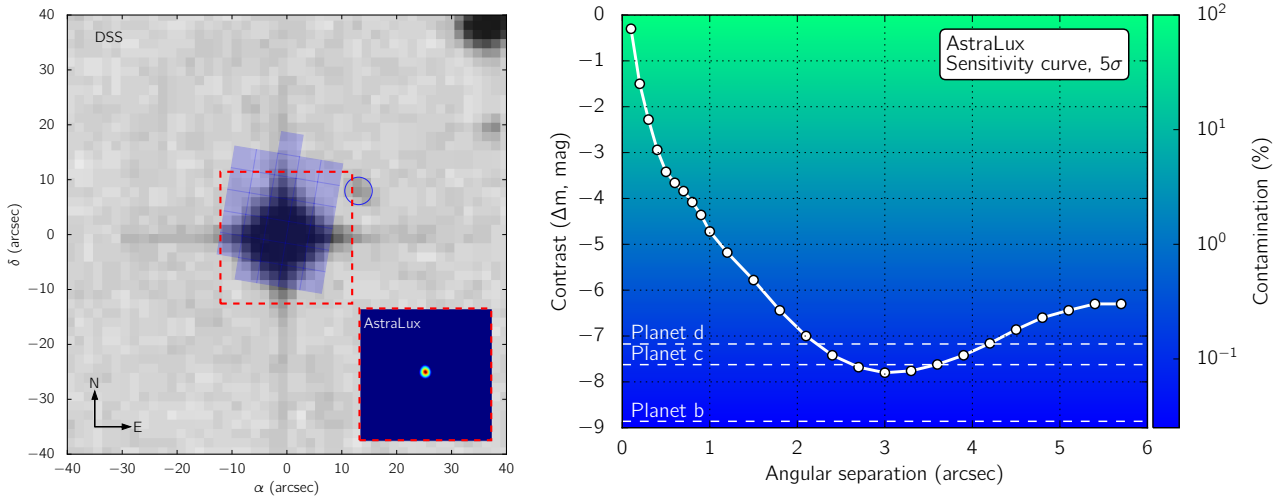 DSS
40
30
20
10
0
−10
−20
−30
−40
δ (arcsec)
AstraLux
N
E
−40 −30 −20 −10 0 10 20 30 40
α (arcsec)
0
−1
−2
−3
−4
−5
−6
−7
−8
−9
Contrast (Δm, mag)
AstraLux
Sensitivity curve, 5σ
Planet d
Planet c
Planet b
0 1 2 3 4 5 6
Angular separation (arcsec)
10²
10¹
10⁰
10⁻¹
Contamination (%)